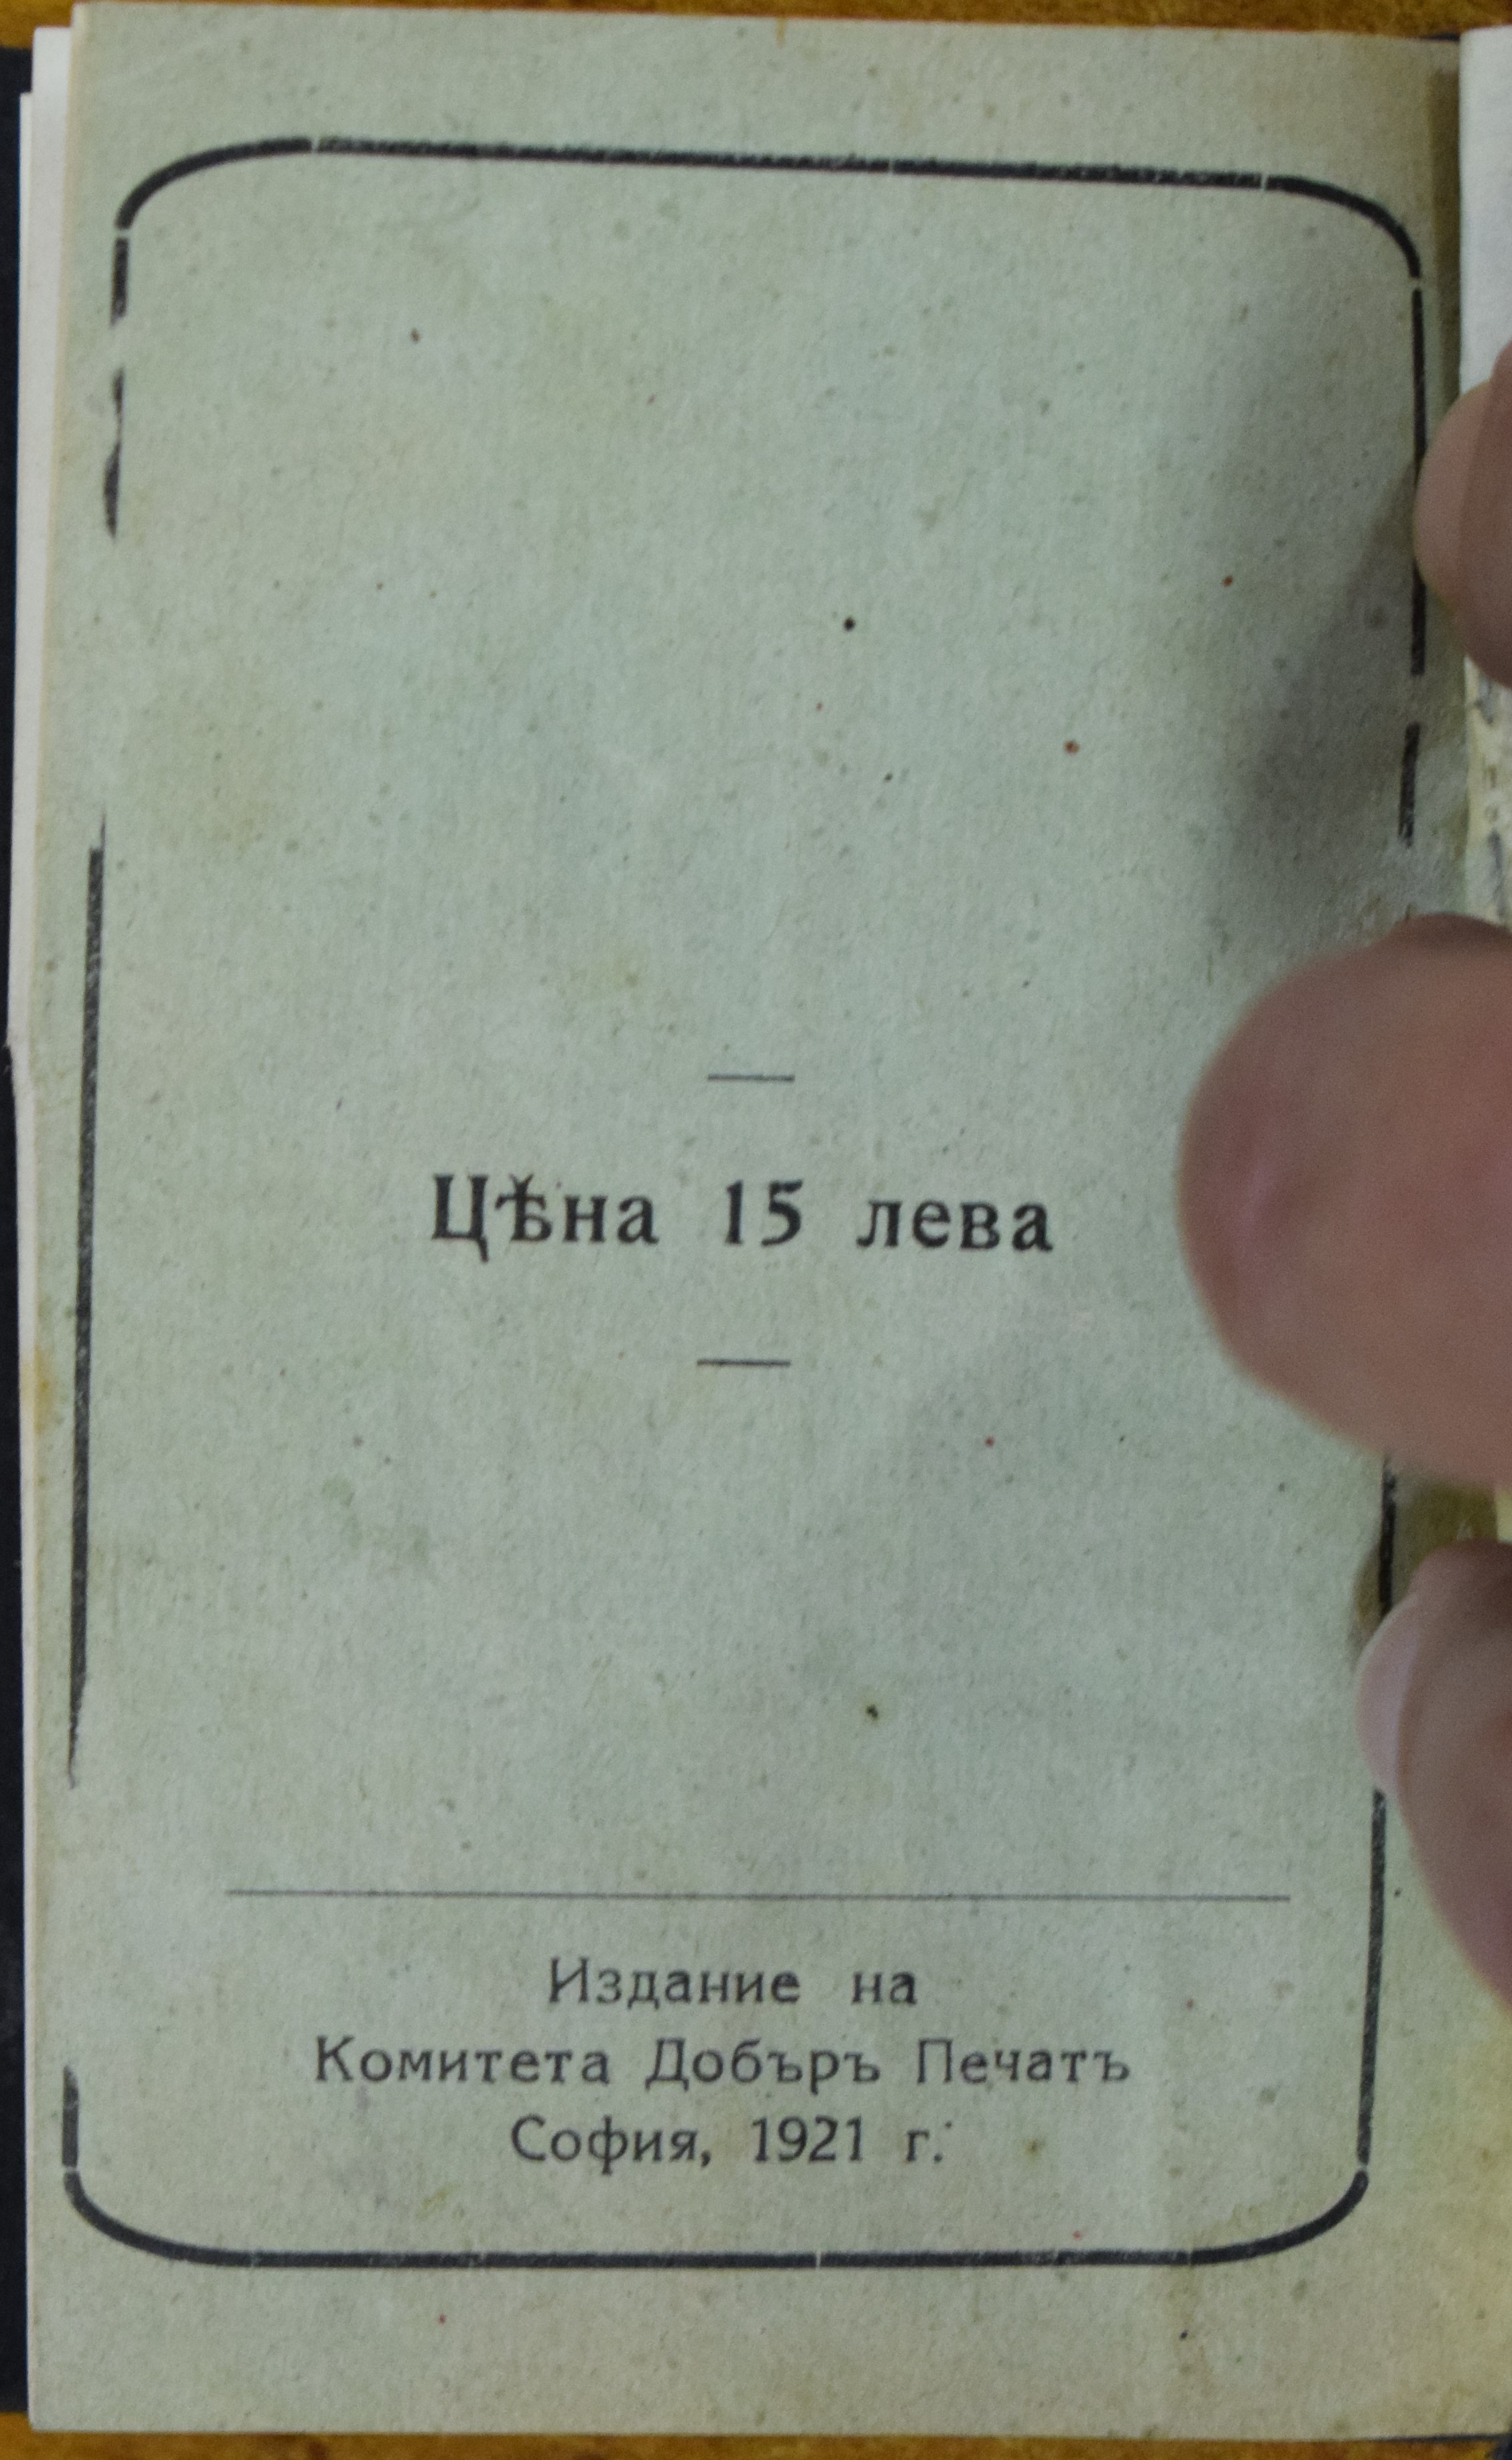 Цѣна 15 лева
Издание на
Комитета Добъръ Печатъ
София, 1921 г.